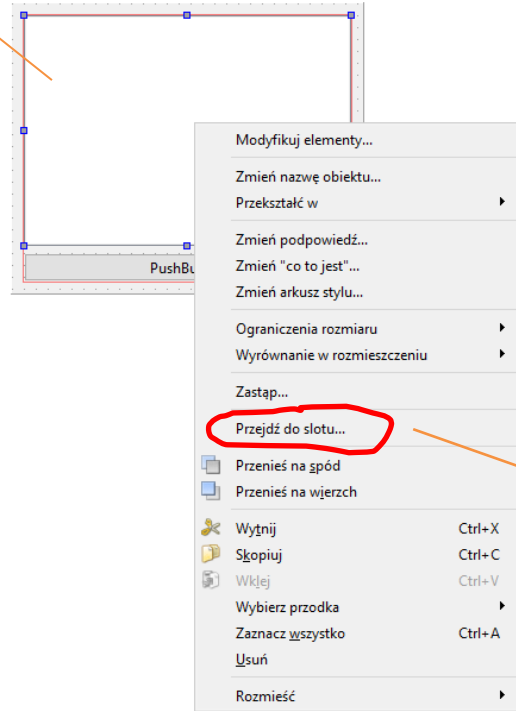 Modyfikuj elementy...
Zmień nazwę obiektu...
Przekształć w
Zmień podpowiedź...
PushBu
Zmień "co to jest"...
Zmień arkusz stylu...
Ograniczenia rozmiaru
Wyrównanie w rozmieszczeniu
Zastąp...
Przejdź do slotu...
Przenieś na spód
Przenieś na wierzch
Wytnij Ctrl+X
Skopiuj Ctrl+C
Wklej Ctrl+V
Wybierz przodka
Zaznacz wszystko Ctrl+A
Usuń
Rozmieść